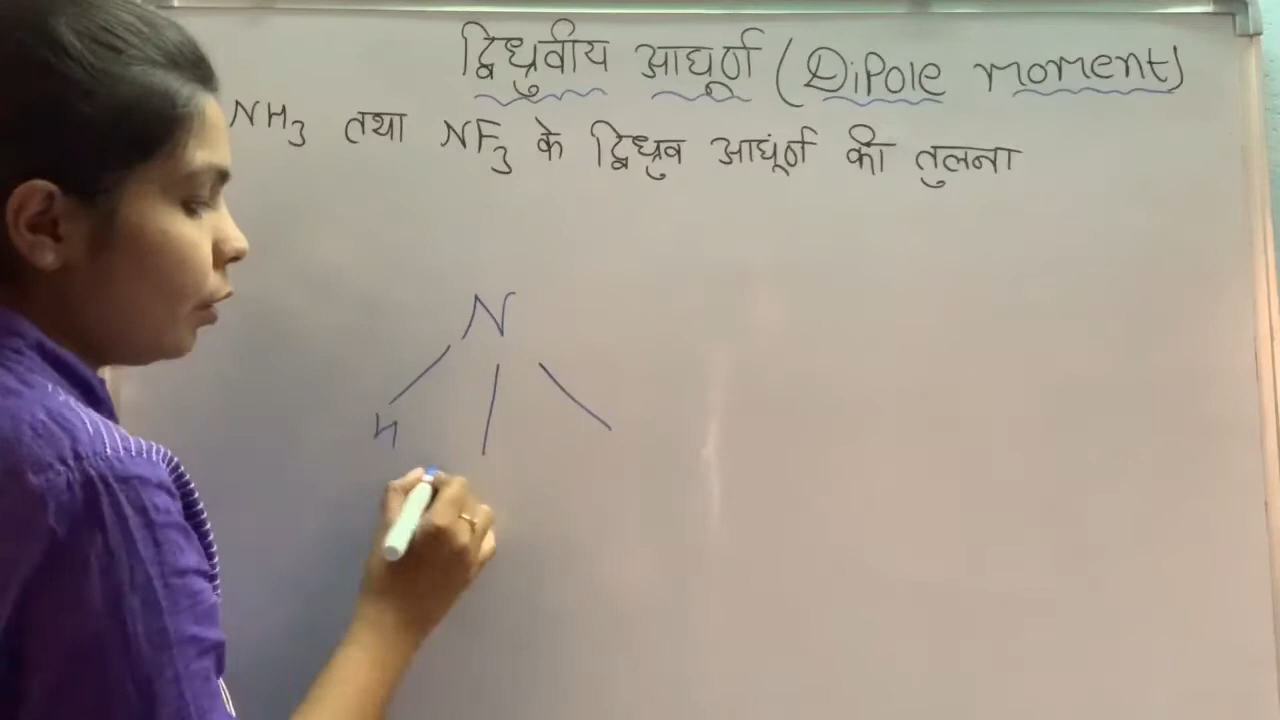 द्विध्रुवीय आघूर्ण (DiPole moment)
NH3 तथा NF3 के द्विध्रुव आघूंर्ण की तुलना
N
H